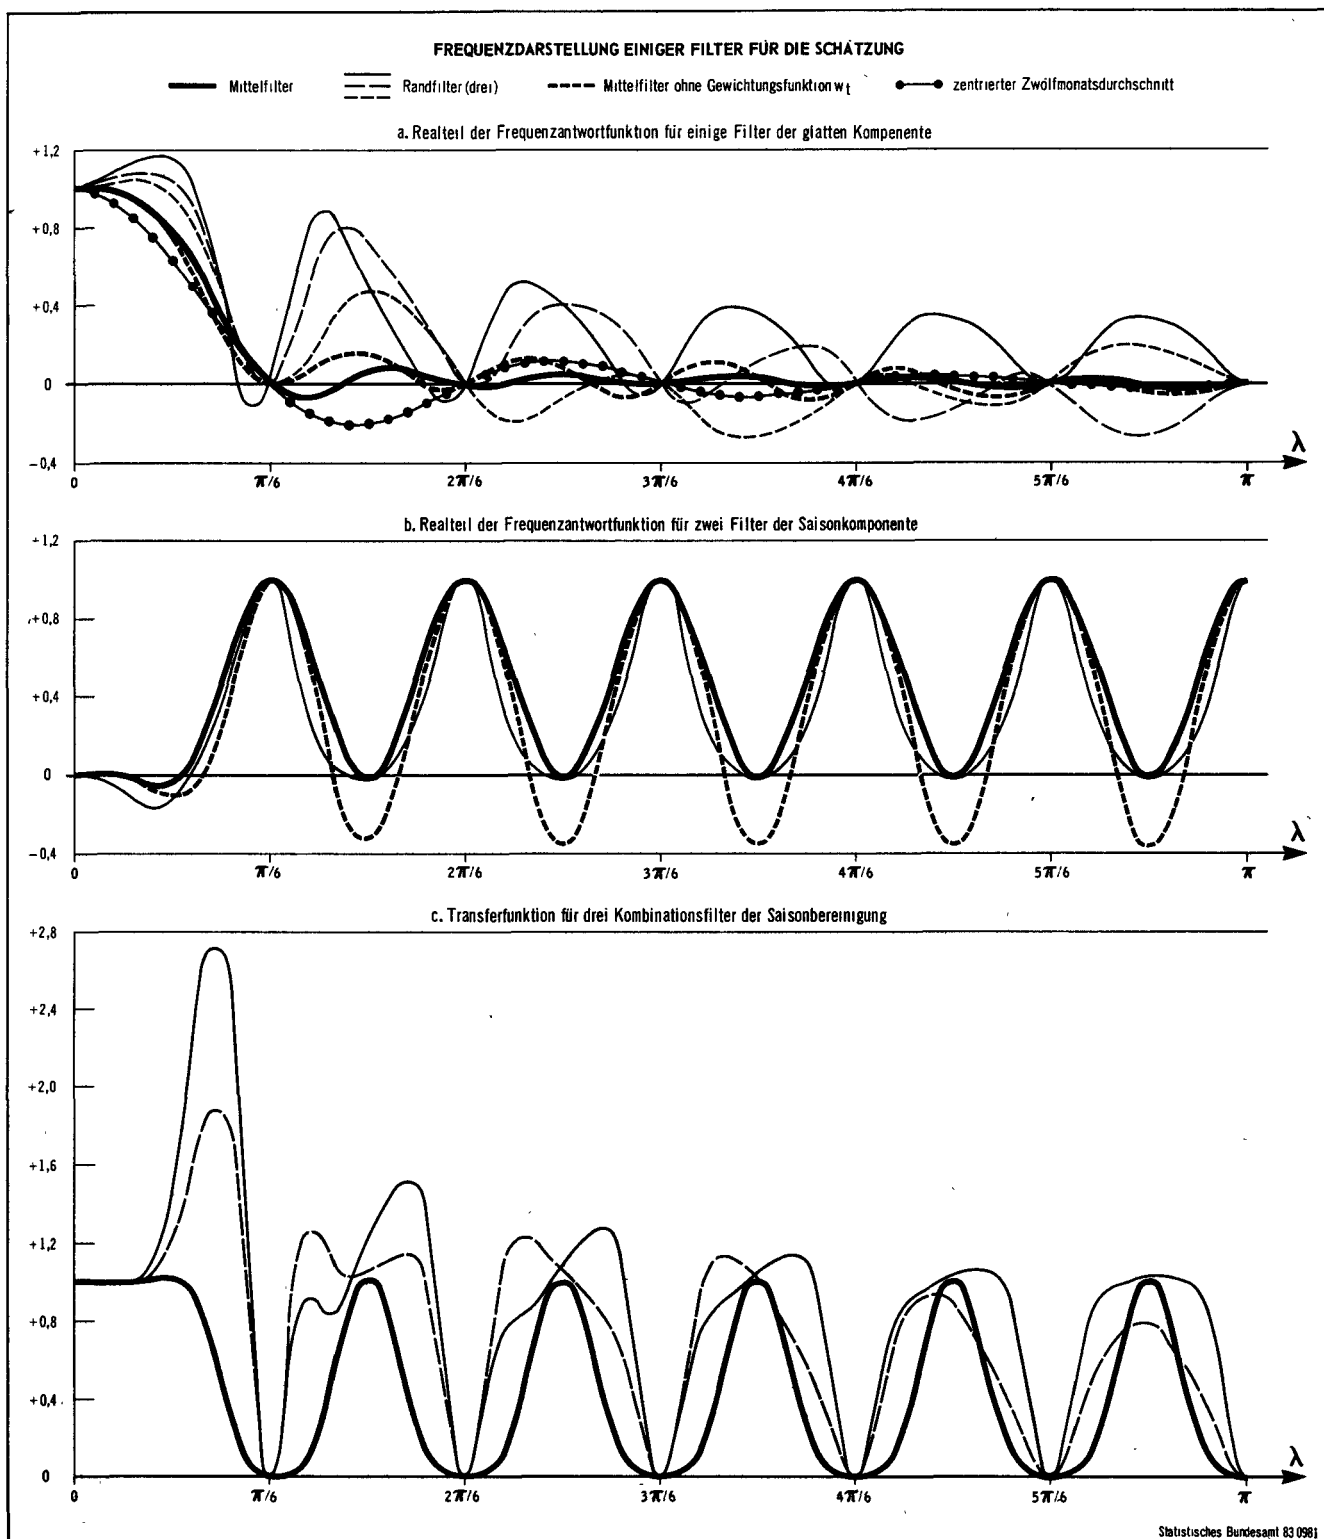 FREQUENZDARSTELLUNG EINIGER FILTER FÜR DIE SCHÄTZUNG
Mittelfilter Randfilter (drei) Mittelfilter ohne Gewichtungsfunktion wt zentrierter Zwölfmonatsdurchschnitt
a. Realteil der Frequenzantwortfunktion für einige Filter der glatten Kompenente
+1,2
+0,8
+0,4
0
−0,4
λ
0 π/6 2π/6 3π/6 4π/6 5π/6 π
b. Realteil der Frequenzantwortfunktion für zwei Filter der Saisonkomponente
+1,2
+0,8
+0,4
0
−0,4
λ
0 π/6 2π/6 3π/6 4π/6 5π/6 π
c. Transferfunktion für drei Kombinationsfilter der Saisonbereinigung
+2,8
+2,4
+2,0
+1,6
+1,2
+0,8
+0,4
0
λ
0 π/6 2π/6 3π/6 4π/6 5π/6 π
Statistisches Bundesamt 83 0981